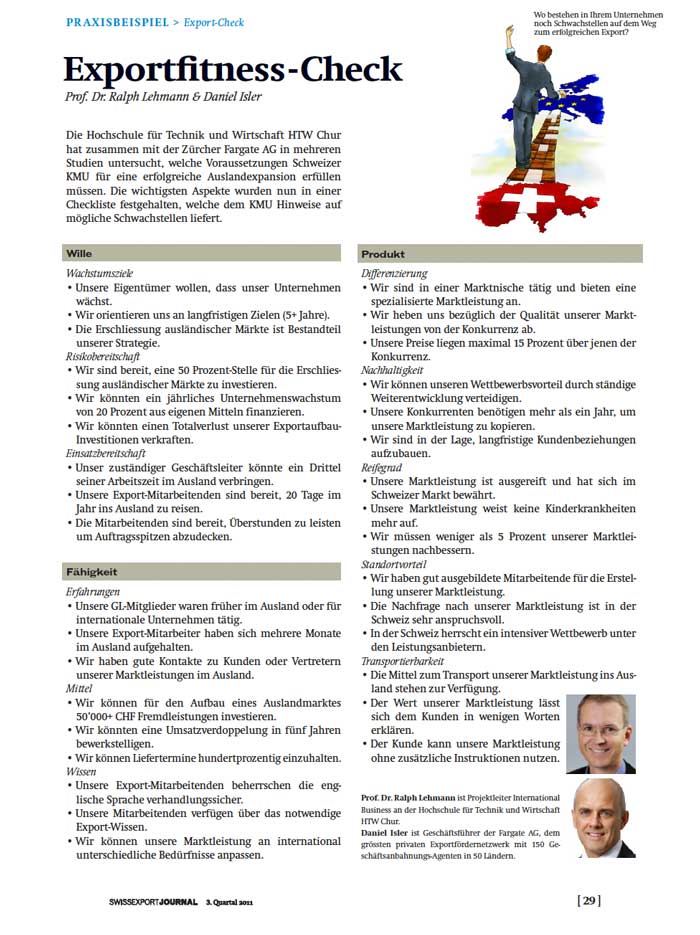 PRAXISBEISPIEL > Export-Check
Wo bestehen in Ihrem Unternehmen
noch Schwachstellen auf dem Weg
zum erfolgreichen Export?
Exportfitness-Check
Prof. Dr. Ralph Lehmann & Daniel Isler
Die Hochschule für Technik und Wirtschaft HTW Chur
hat zusammen mit der Zürcher Fargate AG in mehreren
Studien untersucht, welche Voraussetzungen Schweizer
KMU für eine erfolgreiche Auslandexpansion erfüllen
müssen. Die wichtigsten Aspekte wurden nun in einer
Checkliste festgehalten, welche dem KMU Hinweise auf
mögliche Schwachstellen liefert.
Wille
Wachstumsziele
• Unsere Eigentümer wollen, dass unser Unternehmen
wächst.
• Wir orientieren uns an langfristigen Zielen (5+ Jahre).
• Die Erschliessung ausländischer Märkte ist Bestandteil
unserer Strategie.
Risikobereitschaft
• Wir sind bereit, eine 50 Prozent-Stelle für die Erschlies-
sung ausländischer Märkte zu investieren.
• Wir könnten ein jährliches Unternehmenswachstum
von 20 Prozent aus eigenen Mitteln finanzieren.
• Wir könnten einen Totalverlust unserer Exportaufbau-
Investitionen verkraften.
Einsatzbereitschaft
• Unser zuständiger Geschäftsleiter könnte ein Drittel
seiner Arbeitszeit im Ausland verbringen.
• Unsere Export-Mitarbeitenden sind bereit, 20 Tage im
Jahr ins Ausland zu reisen.
• Die Mitarbeitenden sind bereit, Überstunden zu leisten
um Auftragsspitzen abzudecken.
Fähigkeit
Erfahrungen
• Unsere GL-Mitglieder waren früher im Ausland oder für
internationale Unternehmen tätig.
• Unsere Export-Mitarbeiter haben sich mehrere Monate
im Ausland aufgehalten.
• Wir haben gute Kontakte zu Kunden oder Vertretern
unserer Marktleistungen im Ausland.
Mittel
• Wir können für den Aufbau eines Auslandmarktes
50'000+ CHF Fremdleistungen investieren.
• Wir könnten eine Umsatzverdoppelung in fünf Jahren
bewerkstelligen.
• Wir können Liefertermine hundertprozentig einzuhalten.
Wissen
• Unsere Export-Mitarbeitenden beherrschen die eng-
lische Sprache verhandlungssicher.
• Unsere Mitarbeitenden verfügen über das notwendige
Export-Wissen.
• Wir können unsere Marktleistung an international
unterschiedliche Bedürfnisse anpassen.
Produkt
Differenzierung
• Wir sind in einer Marktnische tätig und bieten eine
spezialisierte Marktleistung an.
• Wir heben uns bezüglich der Qualität unserer Markt-
leistungen von der Konkurrenz ab.
• Unsere Preise liegen maximal 15 Prozent über jenen der
Konkurrenz.
Nachhaltigkeit
• Wir können unseren Wettbewerbsvorteil durch ständige
Weiterentwicklung verteidigen.
• Unsere Konkurrenten benötigen mehr als ein Jahr, um
unsere Marktleistung zu kopieren.
• Wir sind in der Lage, langfristige Kundenbeziehungen
aufzubauen.
Reifegrad
• Unsere Marktleistung ist ausgereift und hat sich im
Schweizer Markt bewährt.
• Unsere Marktleistung weist keine Kinderkrankheiten
mehr auf.
• Wir müssen weniger als 5 Prozent unserer Marktlei-
stungen nachbessern.
Standortvorteil
• Wir haben gut ausgebildete Mitarbeitende für die Erstel-
lung unserer Marktleistung.
• Die Nachfrage nach unserer Marktleistung ist in der
Schweiz sehr anspruchsvoll.
• In der Schweiz herrscht ein intensiver Wettbewerb unter
den Leistungsanbietern.
Transportierbarkeit
• Die Mittel zum Transport unserer Marktleistung ins Aus-
land stehen zur Verfügung.
• Der Wert unserer Marktleistung lässt
sich dem Kunden in wenigen Worten
erklären.
• Der Kunde kann unsere Marktleistung
ohne zusätzliche Instruktionen nutzen.
Prof. Dr. Ralph Lehmann ist Projektleiter International
Business an der Hochschule für Technik und Wirtschaft
HTW Chur.
Daniel Isler ist Geschäftsführer der Fargate AG, dem
grössten privaten Exportfördernetzwerk mit 150 Ge-
schäftsanbahnungs-Agenten in 50 Ländern.
SWISSEXPORTJOURNAL 3. Quartal 2011
[ 29 ]